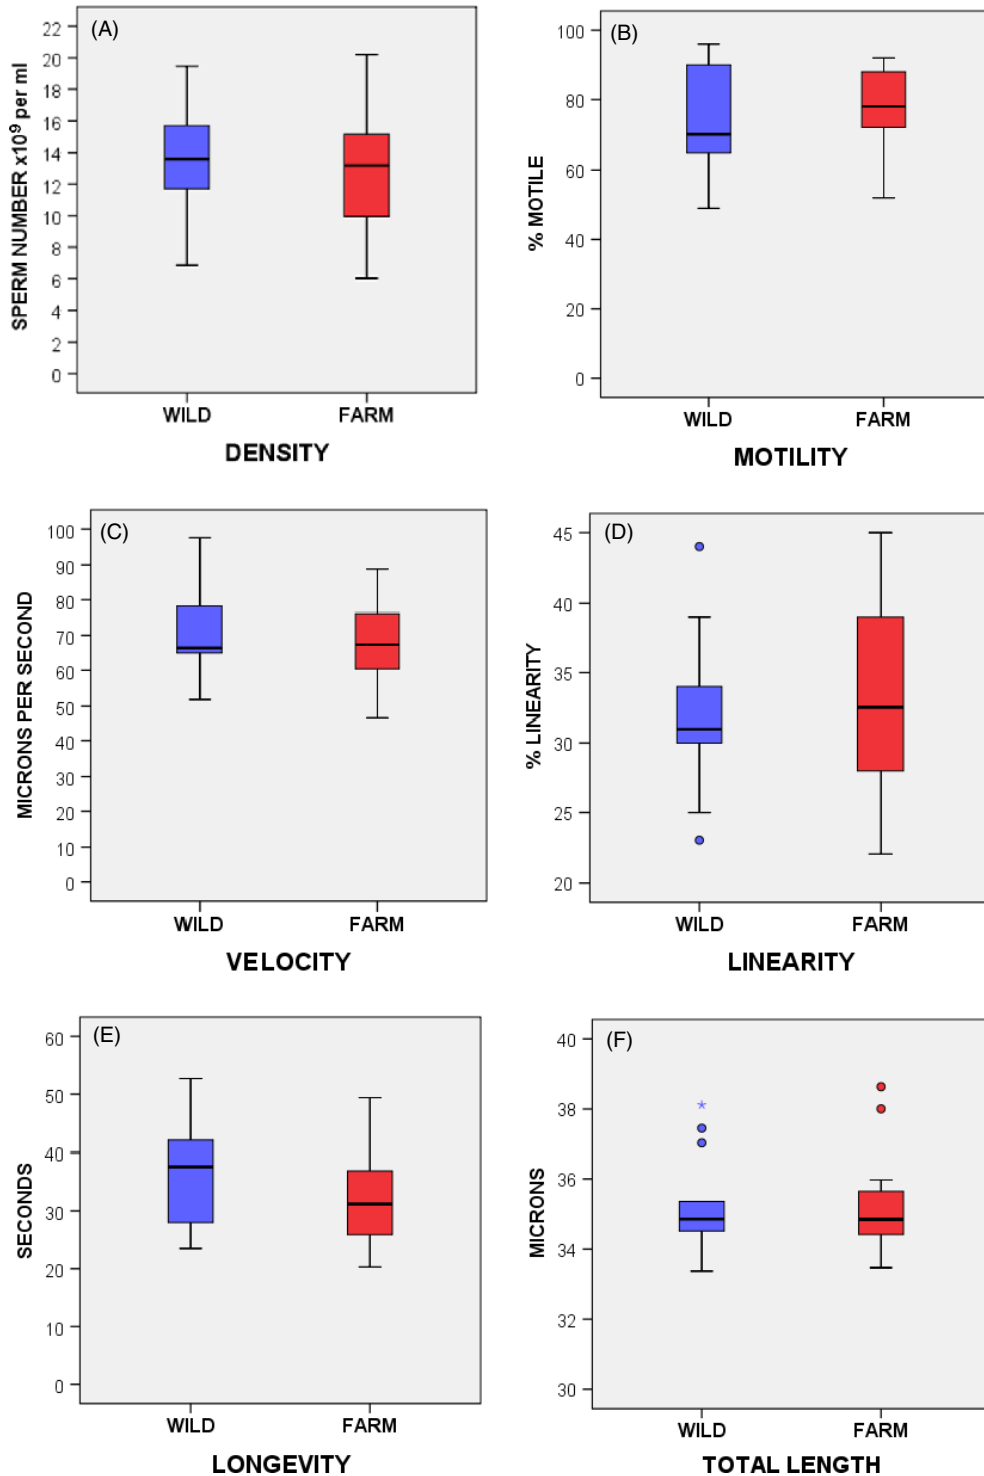 (A)
SPERM NUMBER x10⁹ per ml
22
20
18
16
14
12
10
8
6
4
2
0
WILD FARM
DENSITY
(B)
% MOTILE
100
80
60
40
20
0
WILD FARM
MOTILITY
(C)
MICRONS PER SECOND
100
90
80
70
60
50
40
30
20
10
0
WILD FARM
VELOCITY
(D)
% LINEARITY
45
40
35
30
25
20
WILD FARM
LINEARITY
(E)
SECONDS
60
50
40
30
20
10
0
WILD FARM
LONGEVITY
(F)
MICRONS
40
38
36
34
32
30
WILD FARM
TOTAL LENGTH